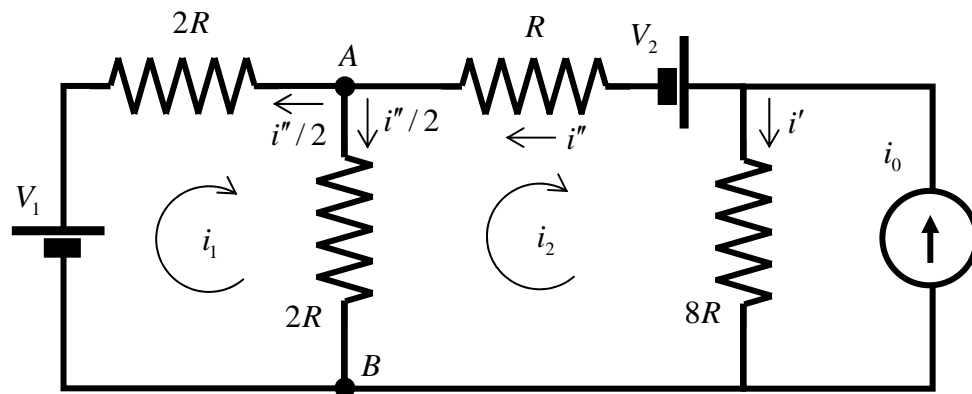 2R
R
V₂
A
i″/2
i″/2
i″
i′
i₀
V₁
i₁
i₂
2R
8R
B